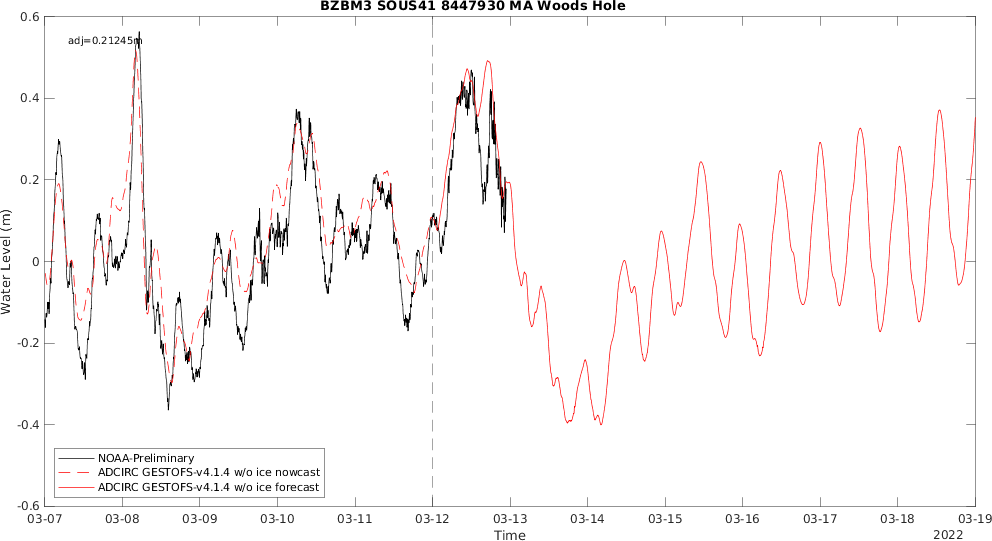 BZBM3 SOUS41 8447930 MA Woods Hole
adj=0.21245m
0.6
0.4
0.2
0
-0.2
-0.4
-0.6
Water Level (m)
NOAA-Preliminary
ADCIRC GESTOFS-v4.1.4 w/o ice nowcast
ADCIRC GESTOFS-v4.1.4 w/o ice forecast
03-07 03-08 03-09 03-10 03-11 03-12 03-13 03-14 03-15 03-16 03-17 03-18 03-19
Time
2022